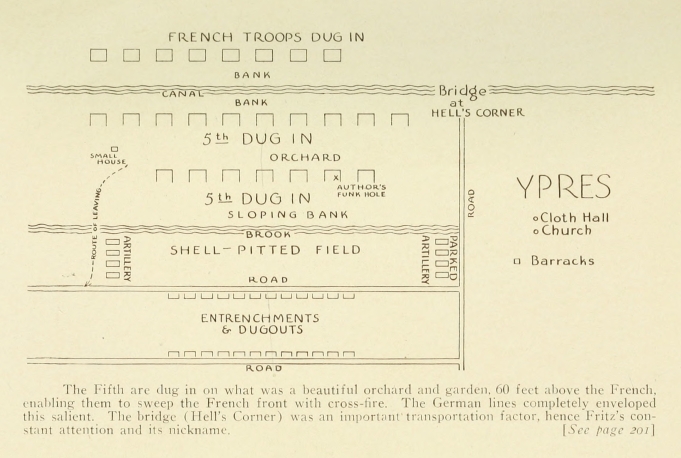 FRENCH TROOPS DUG IN
BANK
CANAL
BANK
Bridge
at
HELL'S CORNER
5th DUG IN
ORCHARD
SMALL
HOUSE
x
AUTHOR'S
FUNK HOLE
5th DUG IN
SLOPING BANK
ROUTE OF LEAVING
ROAD
YPRES
Cloth Hall
Church
Barracks
BROOK
SHELL-PITTED FIELD
ARTILLERY
ARTILLERY
PARKED
ROAD
ENTRENCHMENTS
& DUGOUTS
ROAD
The Fifth are dug in on what was a beautiful orchard and garden, 60 feet above the French,
enabling them to sweep the French front with cross-fire. The German lines completely enveloped
this salient. The bridge (Hell's Corner) was an important transportation factor, hence Fritz's con-
stant attention and its nickname. [See page 201]